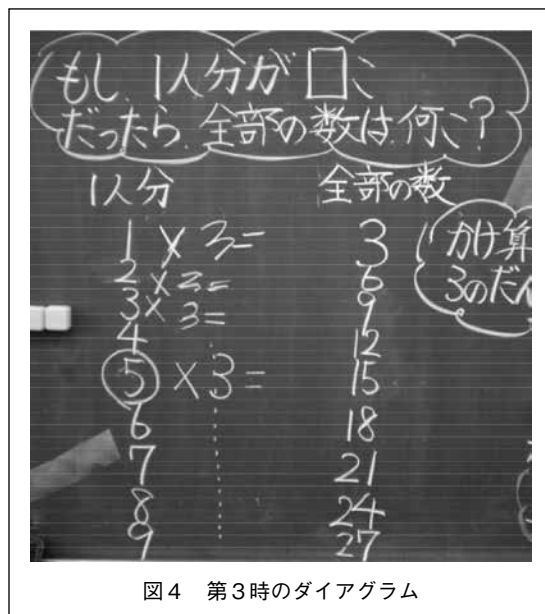 もし、1人分が□こ
だったら、全部の数は、何こ?
1人分 全部の数
1×3= 3
2×3= 6
3×3= 9
4 12
5×3= 15
6 18
7 21
8 24
9 27
かけ算
3のだん
図4 第3時のダイアグラム